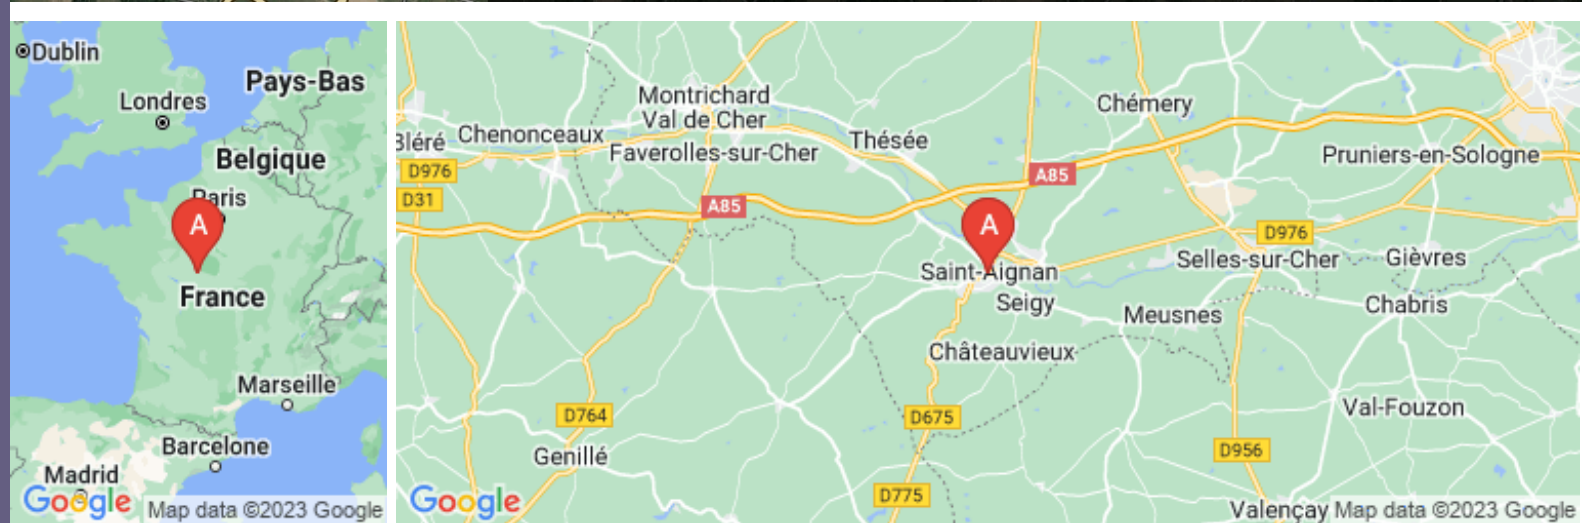 Dublin
Pays-Bas
Londres
Belgique
Paris
A
France
Marseille
Barcelone
Madrid
Google
Map data ©2023 Google
Montrichard
Val de Cher
Chémery
Bléré
Chenonceaux
Thésée
Faverolles-sur-Cher
Pruniers-en-Sologne
D976
A85
D31
A85
A
D976
Saint-Aignan
Selles-sur-Cher
Gièvres
Seigy
Meusnes
Chabris
Châteauvieux
D764
D675
Val-Fouzon
Genillé
D956
D775
Google
Valençay
Map data ©2023 Google